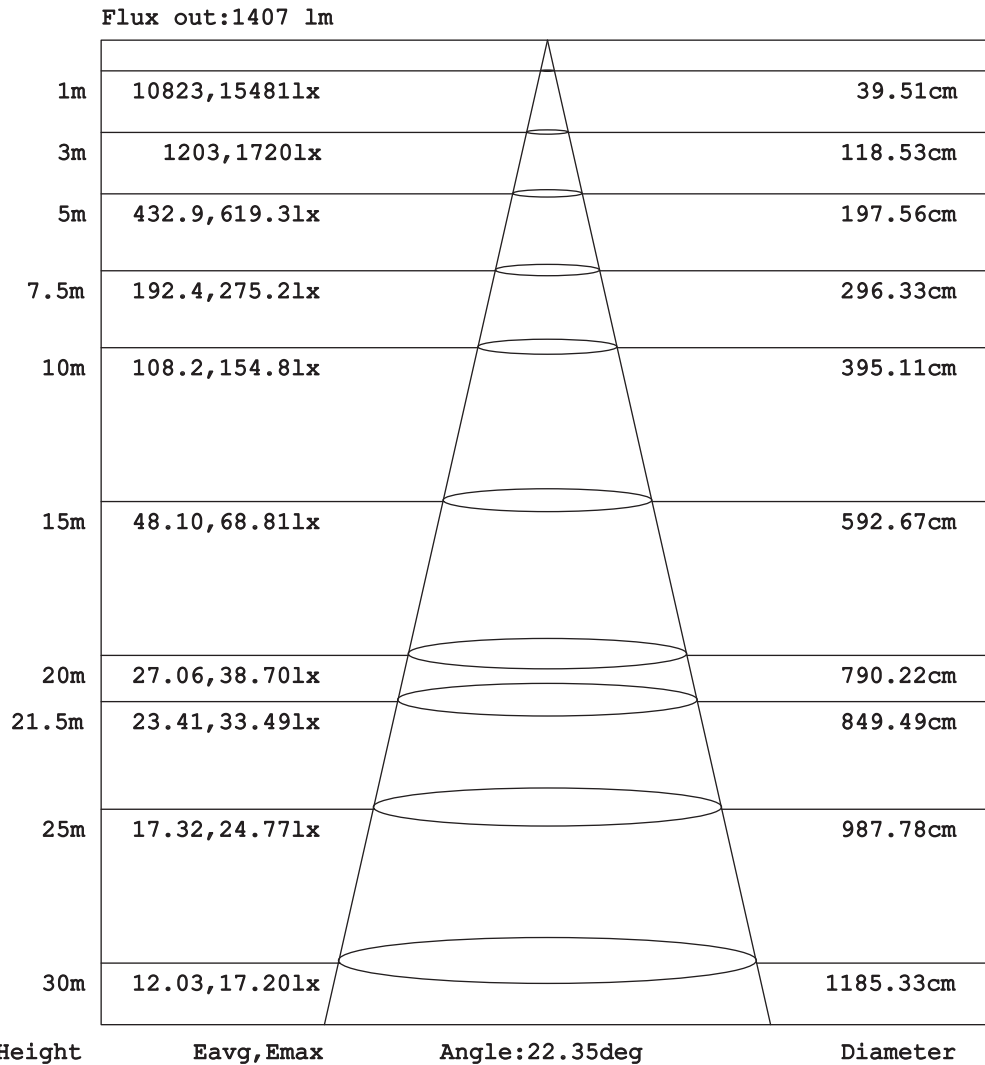 Flux out:1407 lm
1m 10823,15481lx 39.51cm
3m 1203,1720lx 118.53cm
5m 432.9,619.3lx 197.56cm
7.5m 192.4,275.2lx 296.33cm
10m 108.2,154.8lx 395.11cm
15m 48.10,68.81lx 592.67cm
20m 27.06,38.70lx 790.22cm
21.5m 23.41,33.49lx 849.49cm
25m 17.32,24.77lx 987.78cm
30m 12.03,17.20lx 1185.33cm
Height Eavg,Emax Angle:22.35deg Diameter